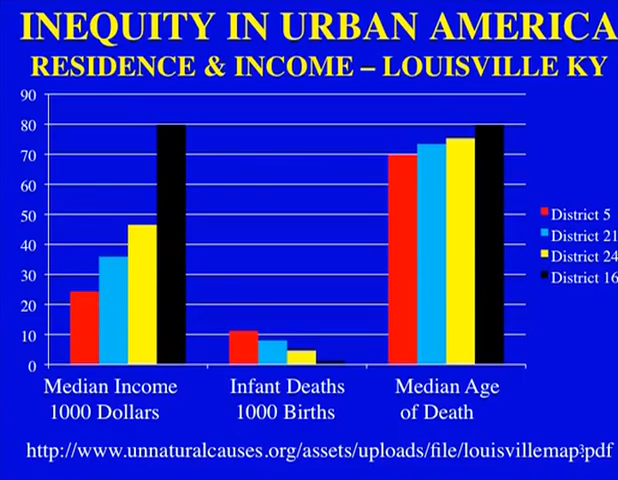 INEQUITY IN URBAN AMERICA
RESIDENCE & INCOME – LOUISVILLE KY
90
80
70
60
50
40
30
20
10
0
District 5
District 21
District 24
District 16
Median Income
1000 Dollars
Infant Deaths
1000 Births
Median Age
of Death
http://www.unnaturalcauses.org/assets/uploads/file/louisvillemap3pdf